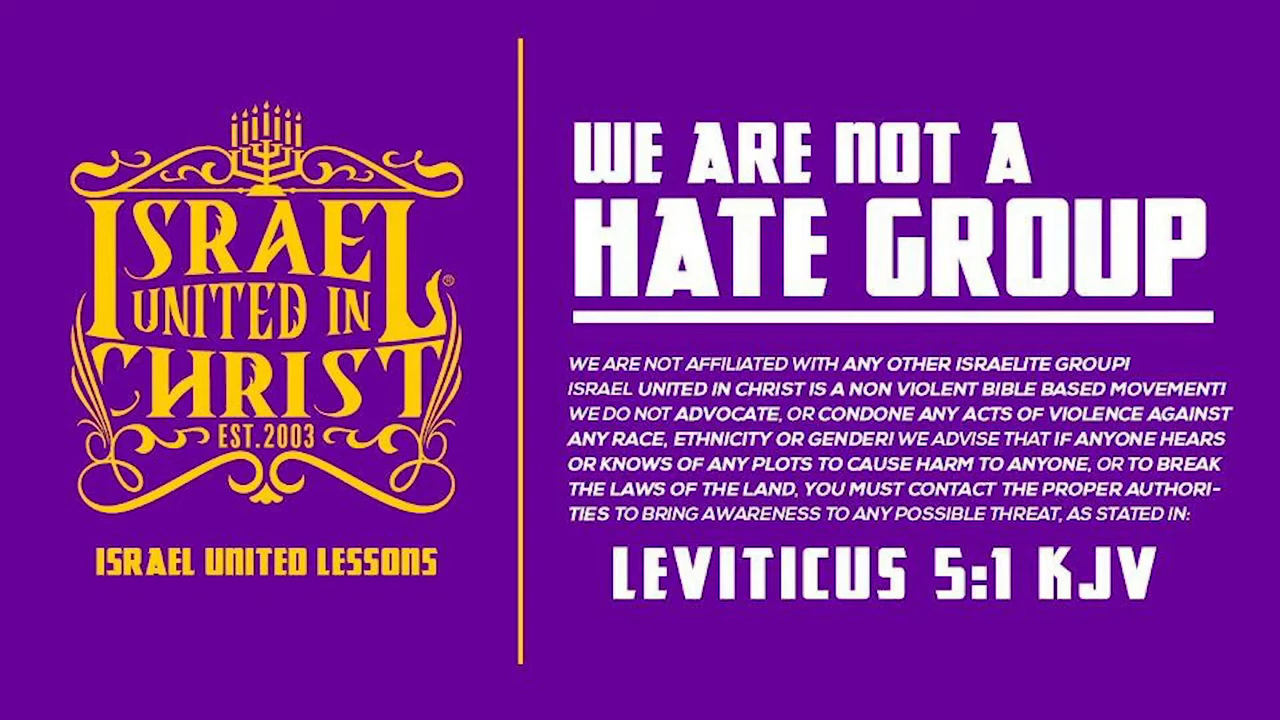 ISRAEL
UNITED IN
CHRIST
EST. 2003
ISRAEL UNITED LESSONS
WE ARE NOT A
HATE GROUP
WE ARE NOT AFFILIATED WITH ANY OTHER ISRAELITE GROUP!
ISRAEL UNITED IN CHRIST IS A NON VIOLENT BIBLE BASED MOVEMENT!
WE DO NOT ADVOCATE, OR CONDONE ANY ACTS OF VIOLENCE AGAINST
ANY RACE, ETHNICITY OR GENDER! WE ADVISE THAT IF ANYONE HEARS
OR KNOWS OF ANY PLOTS TO CAUSE HARM TO ANYONE, OR TO BREAK
THE LAWS OF THE LAND, YOU MUST CONTACT THE PROPER AUTHORI-
TIES TO BRING AWARENESS TO ANY POSSIBLE THREAT, AS STATED IN:
LEVITICUS 5:1 KJV